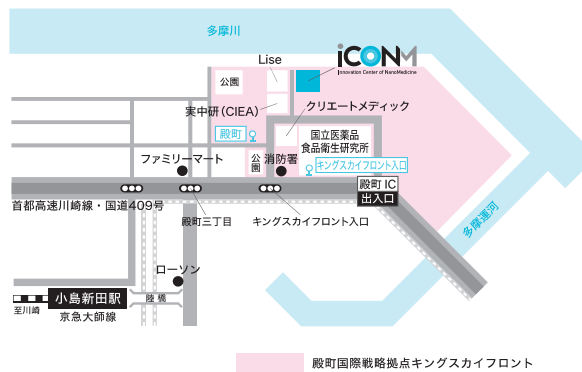 多摩川
iCONM
Innovation Center of NanoMedicine
Lise
公園
実中研(CIEA)
クリエートメディック
殿町
国立医薬品
食品衛生研究所
ファミリーマート
公園
消防署
キングスカイフロント入口
殿町 IC
出入口
首都高速川崎線・国道409号
殿町三丁目
キングスカイフロント入口
多摩運河
ローソン
小島新田駅
陸橋
至川崎
京急大師線
殿町国際戦略拠点キングスカイフロント